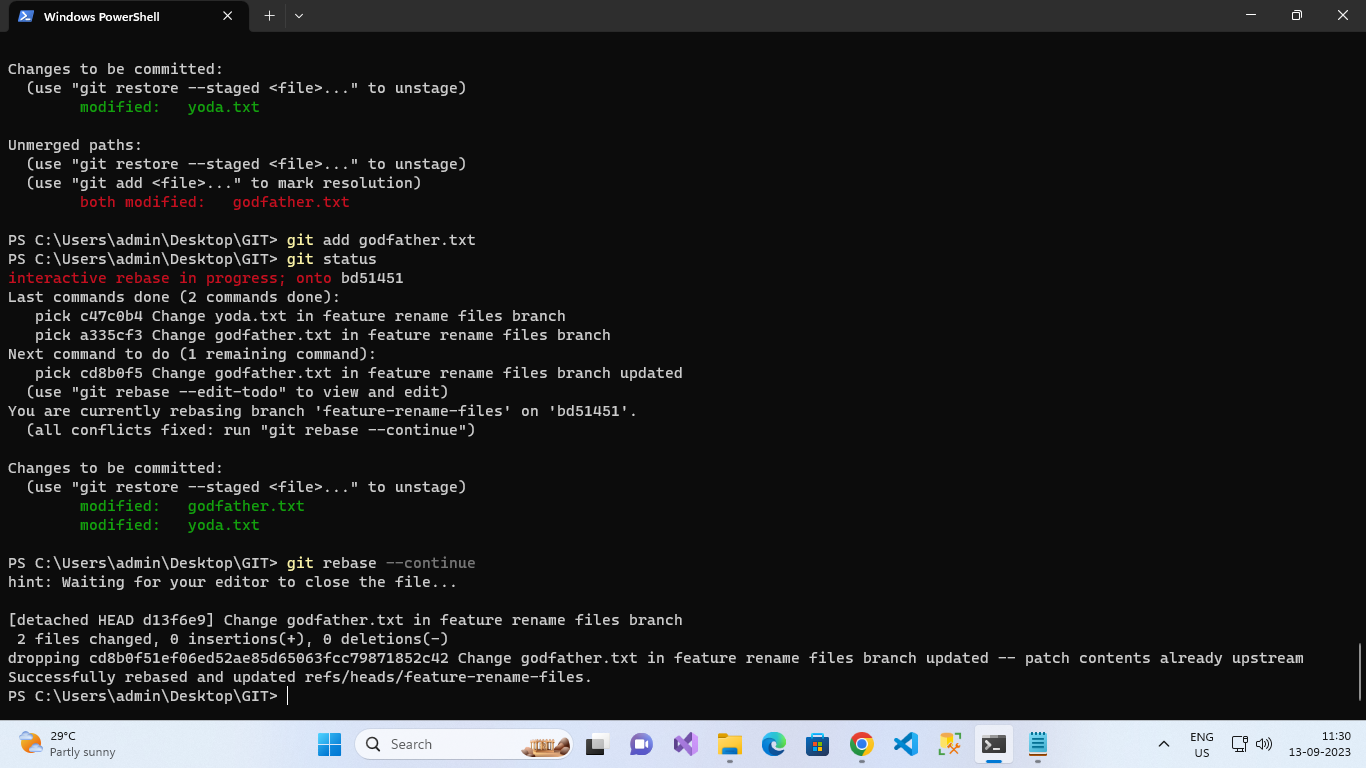 Windows PowerShell
Changes to be committed:
(use "git restore --staged <file>..." to unstage)
modified: yoda.txt
Unmerged paths:
(use "git restore --staged <file>..." to unstage)
(use "git add <file>..." to mark resolution)
both modified: godfather.txt
PS C:\Users\admin\Desktop\GIT> git add godfather.txt
PS C:\Users\admin\Desktop\GIT> git status
interactive rebase in progress; onto bd51451
Last commands done (2 commands done):
pick c47c0b4 Change yoda.txt in feature rename files branch
pick a335cf3 Change godfather.txt in feature rename files branch
Next command to do (1 remaining command):
pick cd8b0f5 Change godfather.txt in feature rename files branch updated
(use "git rebase --edit-todo" to view and edit)
You are currently rebasing branch 'feature-rename-files' on 'bd51451'.
(all conflicts fixed: run "git rebase --continue")
Changes to be committed:
(use "git restore --staged <file>..." to unstage)
modified: godfather.txt
modified: yoda.txt
PS C:\Users\admin\Desktop\GIT> git rebase --continue
hint: Waiting for your editor to close the file...
[detached HEAD d13f6e9] Change godfather.txt in feature rename files branch
2 files changed, 0 insertions(+), 0 deletions(-)
dropping cd8b0f51ef06ed52ae85d65063fcc79871852c42 Change godfather.txt in feature rename files branch updated -- patch contents already upstream
Successfully rebased and updated refs/heads/feature-rename-files.
PS C:\Users\admin\Desktop\GIT>
29°C
Partly sunny
Search
ENG
US
11:30
13-09-2023